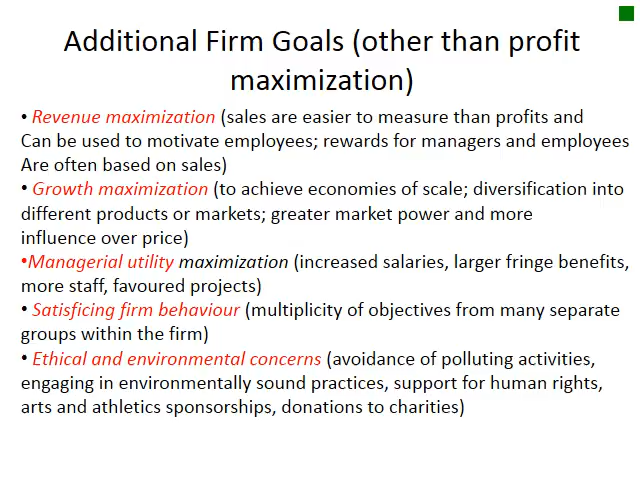 Additional Firm Goals (other than profit
maximization)
• Revenue maximization (sales are easier to measure than profits and
Can be used to motivate employees; rewards for managers and employees
Are often based on sales)
• Growth maximization (to achieve economies of scale; diversification into
different products or markets; greater market power and more
influence over price)
•Managerial utility maximization (increased salaries, larger fringe benefits,
more staff, favoured projects)
• Satisficing firm behaviour (multiplicity of objectives from many separate
groups within the firm)
• Ethical and environmental concerns (avoidance of polluting activities,
engaging in environmentally sound practices, support for human rights,
arts and athletics sponsorships, donations to charities)